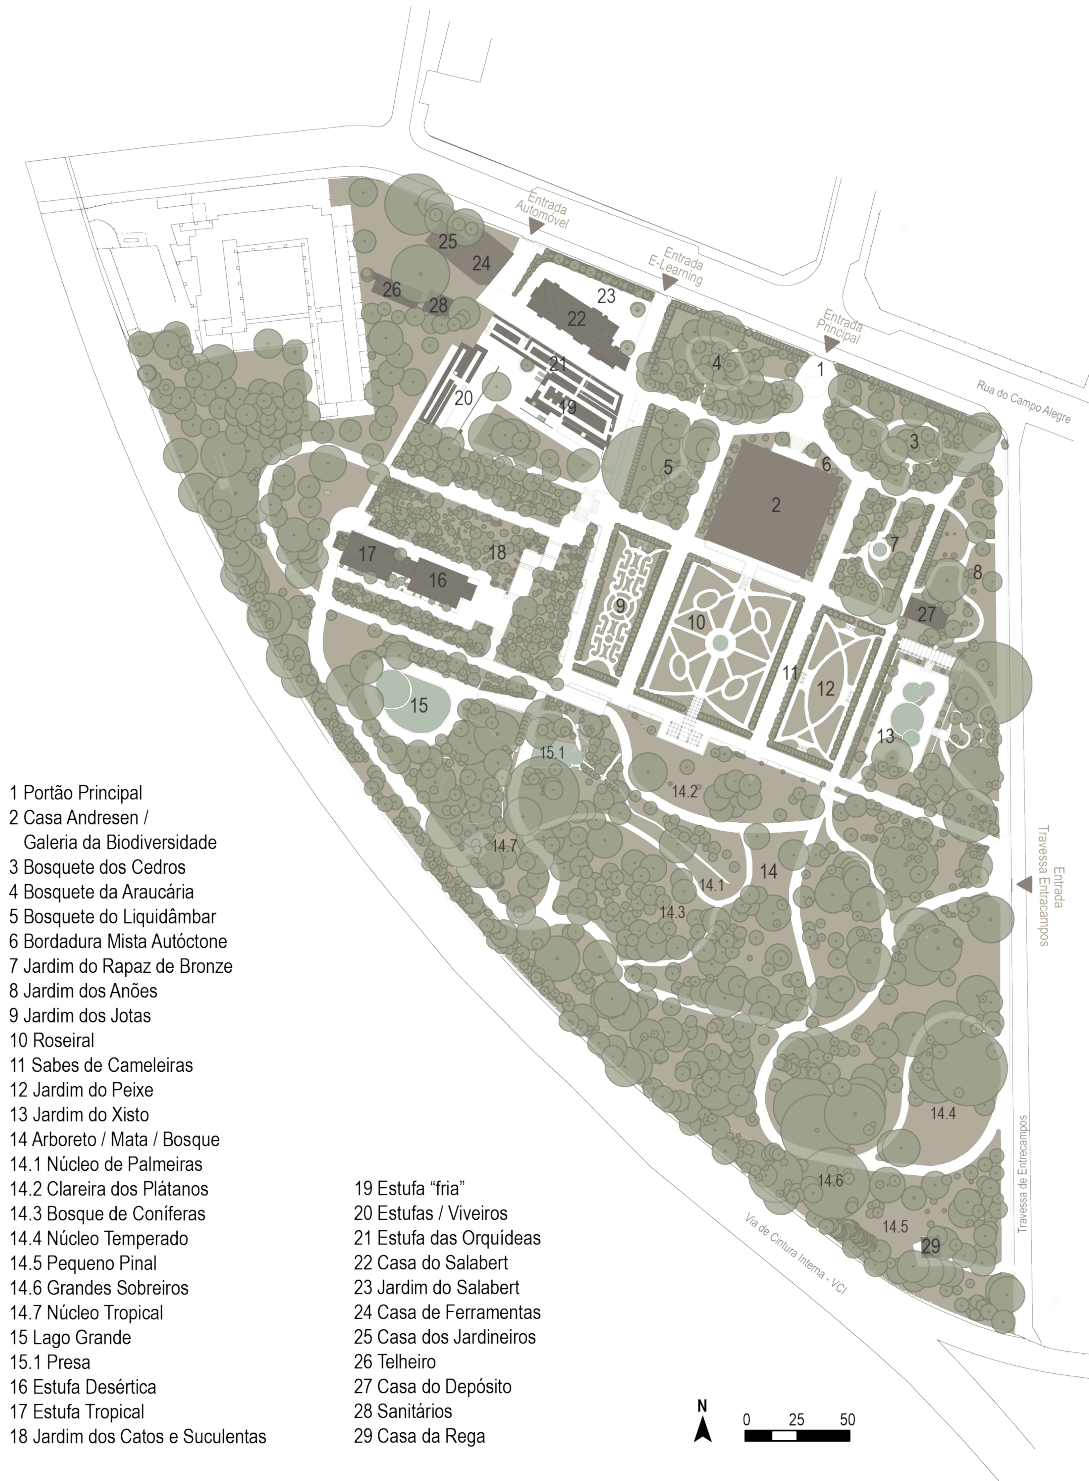 Entrada
Automóvel
Entrada
E-Learning
Entrada
Principal
Rua do Campo Alegre
25
24
26
28
23
22
21
20
19
4
1
3
5
6
2
7
8
18
17
16
27
9
10
11
12
13
15
15.1
14.2
14.7
14.1
14
14.3
14.4
14.6
14.5
29
Entrada
Travessa Entracampos
Travessa de Entrecampos
Via de Cintura Interna - VCI
1 Portão Principal
2 Casa Andresen /
Galeria da Biodiversidade
3 Bosquete dos Cedros
4 Bosquete da Araucária
5 Bosquete do Liquidâmbar
6 Bordadura Mista Autóctone
7 Jardim do Rapaz de Bronze
8 Jardim dos Anões
9 Jardim dos Jotas
10 Roseiral
11 Sabes de Cameleiras
12 Jardim do Peixe
13 Jardim do Xisto
14 Arboreto / Mata / Bosque
14.1 Núcleo de Palmeiras
14.2 Clareira dos Plátanos
14.3 Bosque de Coníferas
14.4 Núcleo Temperado
14.5 Pequeno Pinal
14.6 Grandes Sobreiros
14.7 Núcleo Tropical
15 Lago Grande
15.1 Presa
16 Estufa Desértica
17 Estufa Tropical
18 Jardim dos Catos e Suculentas
19 Estufa “fria”
20 Estufas / Viveiros
21 Estufa das Orquídeas
22 Casa do Salabert
23 Jardim do Salabert
24 Casa de Ferramentas
25 Casa dos Jardineiros
26 Telheiro
27 Casa do Depósito
28 Sanitários
29 Casa da Rega
N
0 25 50